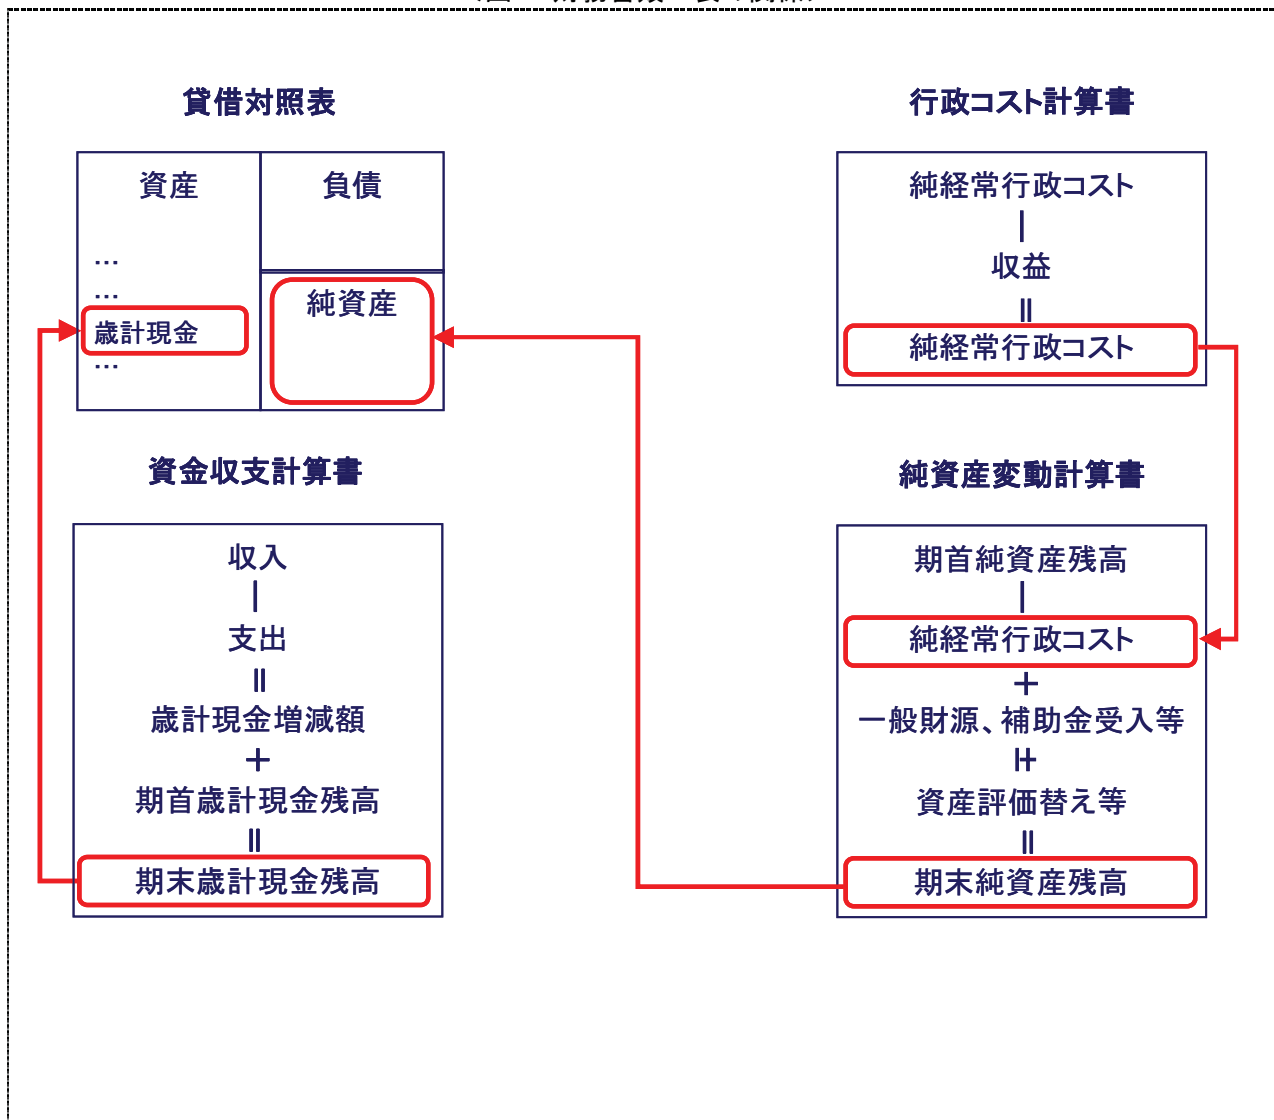 貸借対照表
資産
負債
…
…
歳計現金
…
純資産
行政コスト計算書
純経常行政コスト
|
収益
||
純経常行政コスト
資金収支計算書
収入
|
支出
||
歳計現金増減額
+
期首歳計現金残高
||
期末歳計現金残高
純資産変動計算書
期首純資産残高
|
純経常行政コスト
+
一般財源、補助金受入等
|+
資産評価替え等
||
期末純資産残高